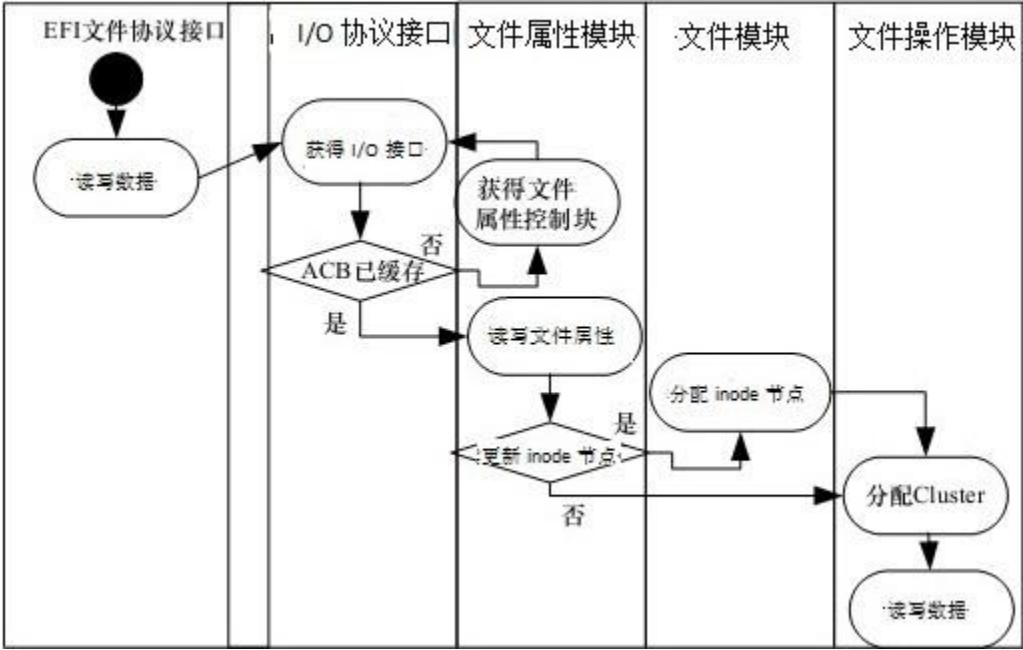 EFI文件协议接口
I/O 协议接口
文件属性模块
文件模块
文件操作模块
读写数据
获得 I/O 接口
获得文件
属性控制块
否
ACB已缓存
是
读写文件属性
分配 inode 节点
是
更新 inode 节点
否
分配Cluster
读写数据